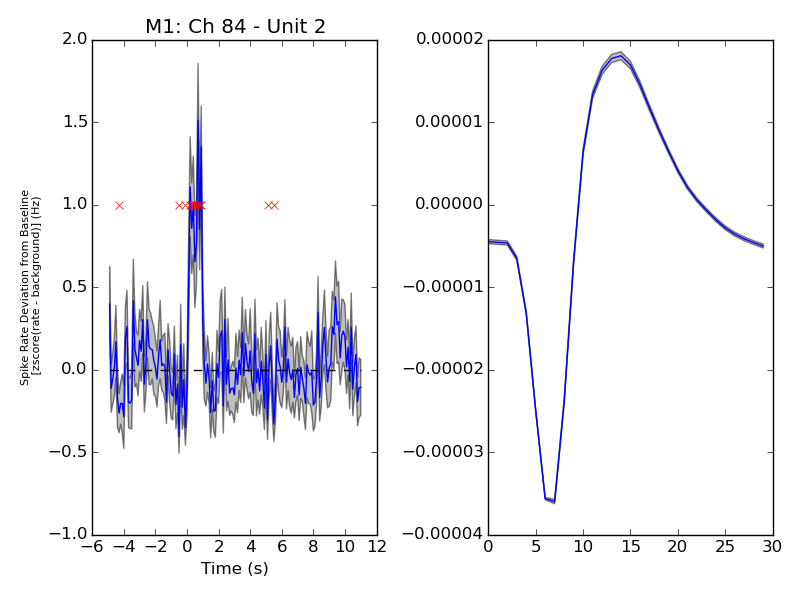 M1: Ch 84 - Unit 2
Spike Rate Deviation from Baseline
[zscore(rate - background)] (Hz)
2.0
1.5
1.0
0.5
0.0
−0.5
−1.0
−6 −4 −2 0 2 4 6 8 10 12
Time (s)
0.00002
0.00001
0.00000
−0.00001
−0.00002
−0.00003
−0.00004
0 5 10 15 20 25 30